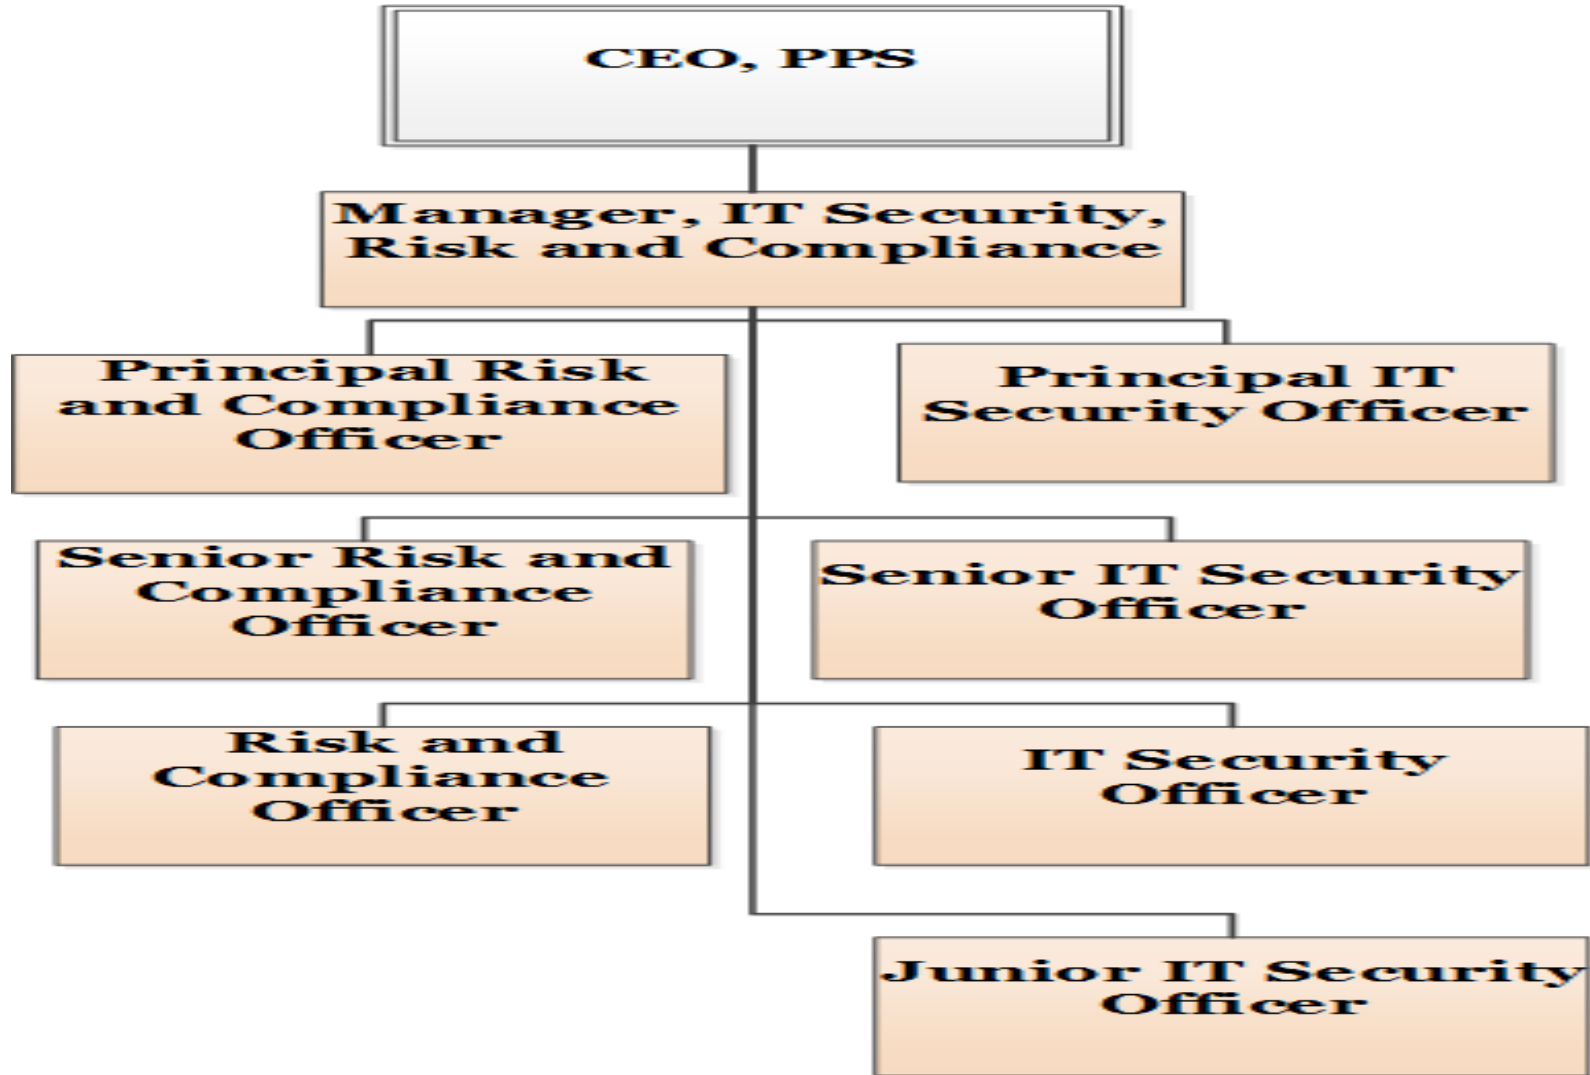 CEO, PPS
Manager, IT Security,
Risk and Compliance
Principal Risk
and Compliance
Officer
Principal IT
Security Officer
Senior Risk and
Compliance
Officer
Senior IT Security
Officer
Risk and
Compliance
Officer
IT Security
Officer
Junior IT Security
Officer